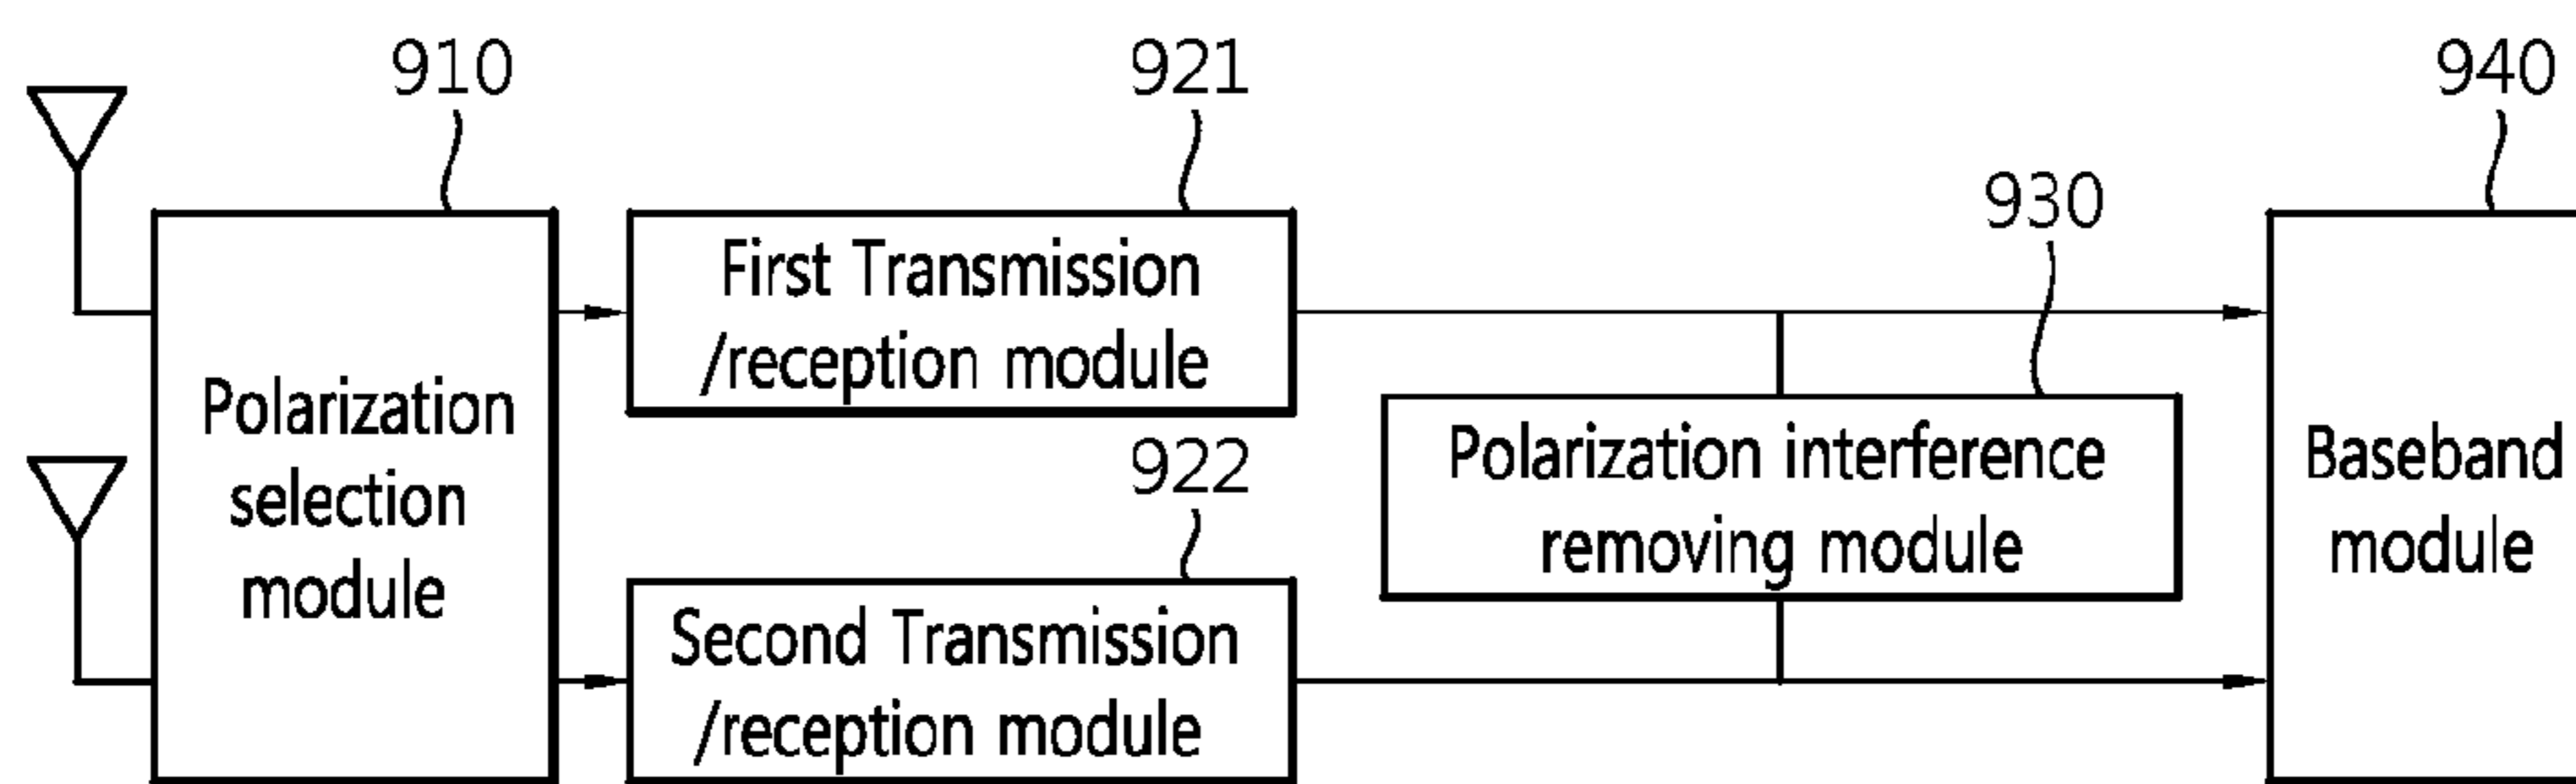 910
921
940
930
First Transmission
/reception module
Polarization
selection
module
922
Polarization interference
removing module
Baseband
module
Second Transmission
/reception module